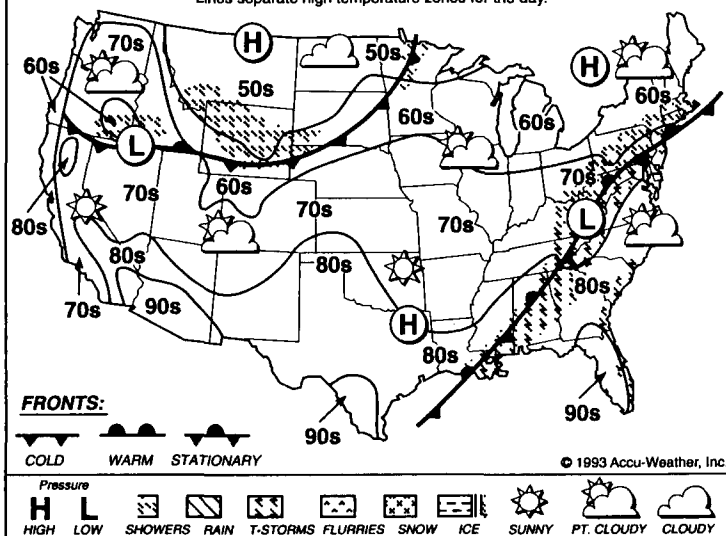 Lines separate high temperature zones for the day.
70s
H
50s
H
60s
50s
60s
60s
60s
L
70s
70s
60s
70s
70s
L
80s
80s
80s
80s
70s
90s
H
80s
90s
90s
FRONTS:
COLD WARM STATIONARY
© 1993 Accu-Weather, Inc
Pressure
H L
HIGH LOW SHOWERS RAIN T-STORMS FLURRIES SNOW ICE SUNNY PT. CLOUDY CLOUDY